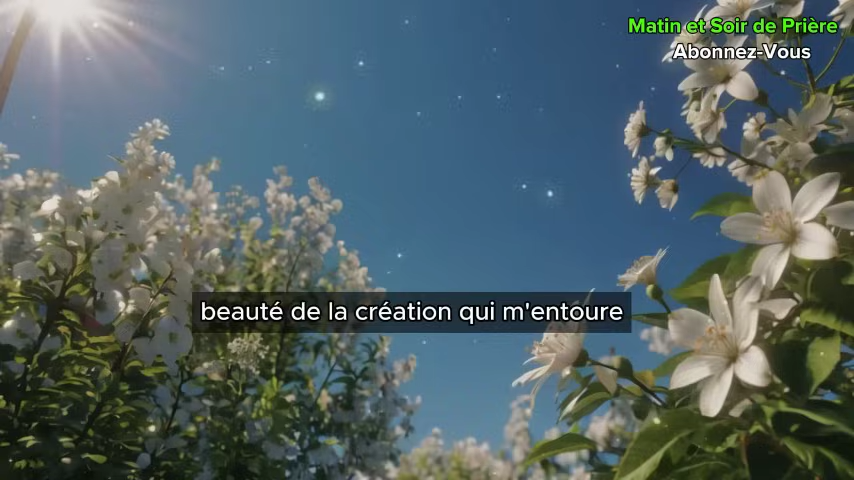 Matin et Soir de Prière
Abonnez-Vous
beauté de la création qui m'entoure